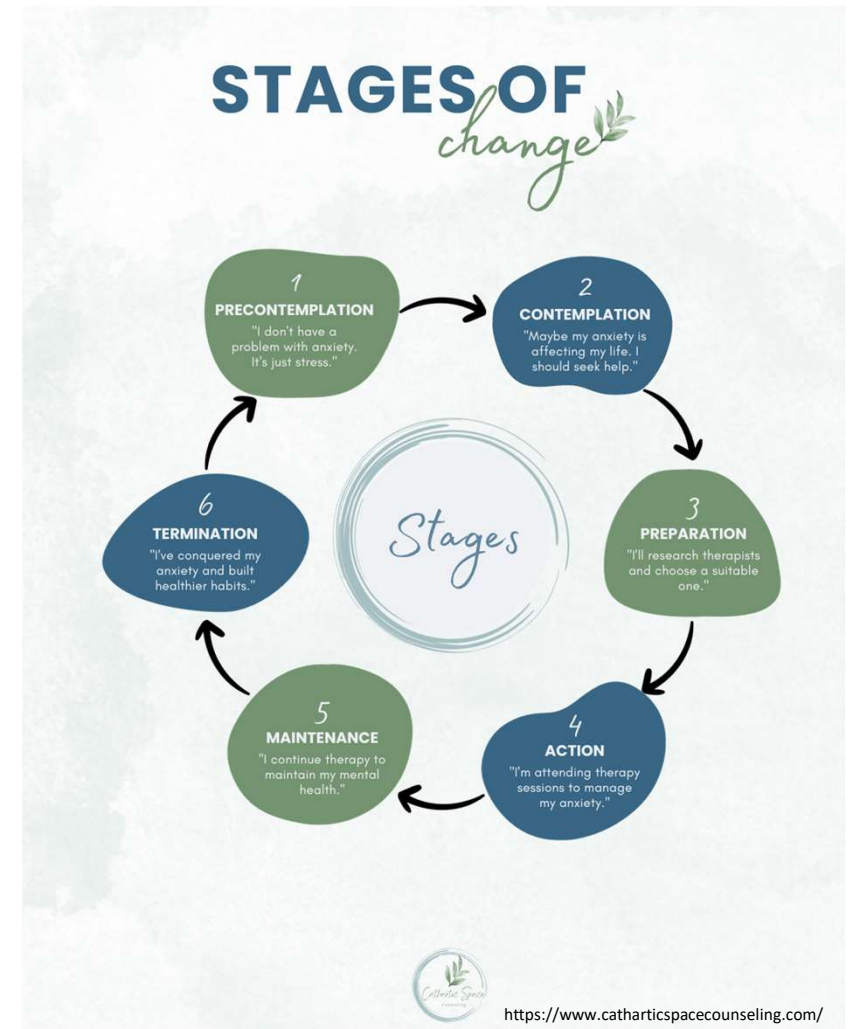 STAGES OF
change
1
PRECONTEMPLATION
"I don't have a
problem with anxiety.
It's just stress."
2
CONTEMPLATION
"Maybe my anxiety is
affecting my life. I
should seek help."
3
PREPARATION
"I'll research therapists
and choose a suitable
one."
4
ACTION
"I'm attending therapy
sessions to manage
my anxiety."
5
MAINTENANCE
"I continue therapy to
maintain my mental
health."
6
TERMINATION
"I've conquered my
anxiety and built
healthier habits."
Stages
Cathartic Space
https://www.catharticspacecounseling.com/